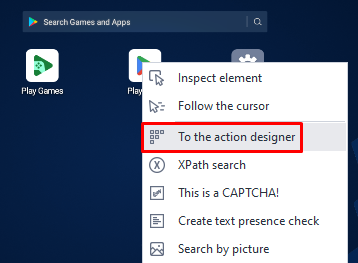 Search Games and Apps
Play Games
Play
Inspect element
Follow the cursor
To the action designer
XPath search
This is a CAPTCHA!
Create text presence check
Search by picture